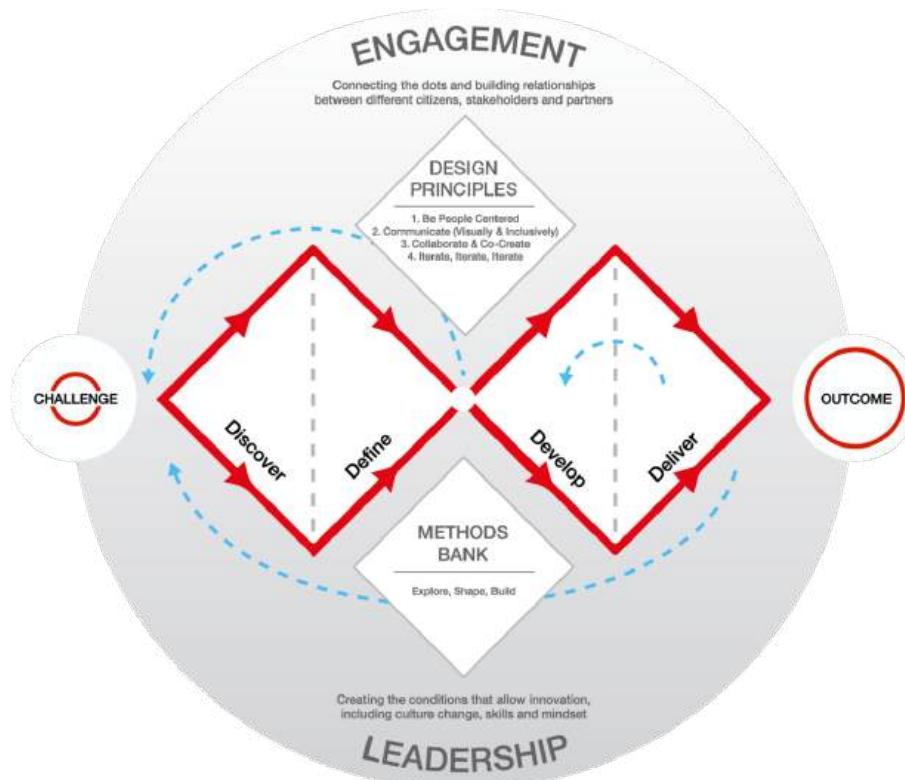 ENGAGEMENT
Connecting the dots and building relationships
between different citizens, stakeholders and partners
DESIGN
PRINCIPLES
1. Be People Centered
2. Communicate (Visually & Inclusively)
3. Collaborate & Co-Create
4. Iterate, Iterate, Iterate
CHALLENGE
OUTCOME
Discover
Define
Develop
Deliver
METHODS
BANK
Explore, Shape, Build
Creating the conditions that allow innovation,
including culture change, skills and mindset
LEADERSHIP